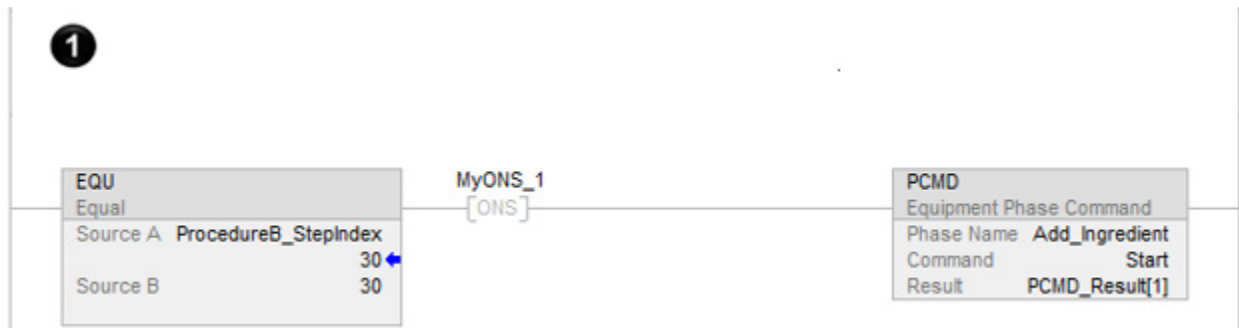 1
EQU
Equal
Source A ProcedureB_StepIndex
30
Source B 30
MyONS_1
[ONS]
PCMD
Equipment Phase Command
Phase Name Add_Ingredient
Command Start
Result PCMD_Result[1]